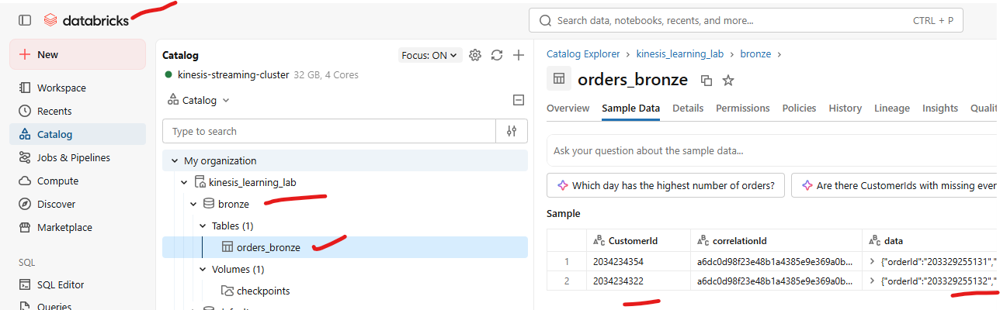 databricks
Search data, notebooks, recents, and more...
CTRL + P
New
Workspace
Recents
Catalog
Jobs & Pipelines
Compute
Discover
Marketplace
SQL
SQL Editor
Queries
Catalog
Focus: ON
kinesis-streaming-cluster 32 GB, 4 Cores
Catalog
Type to search
My organization
kinesis_learning_lab
bronze
Tables (1)
orders_bronze
Volumes (1)
checkpoints
Catalog Explorer > kinesis_learning_lab > bronze >
orders_bronze
Overview Sample Data Details Permissions Policies History Lineage Insights Qualit
Ask your question about the sample data...
Which day has the highest number of orders?
Are there CustomerIds with missing ever
Sample
CustomerId correlationId data
1 2034234354 a6dc0d98f23e48b1a4385e9e369a0b... > {"orderId":"203329255131","
2 2034234322 a6dc0d98f23e48b1a4385e9e369a0b... > {"orderId":"203329255132","